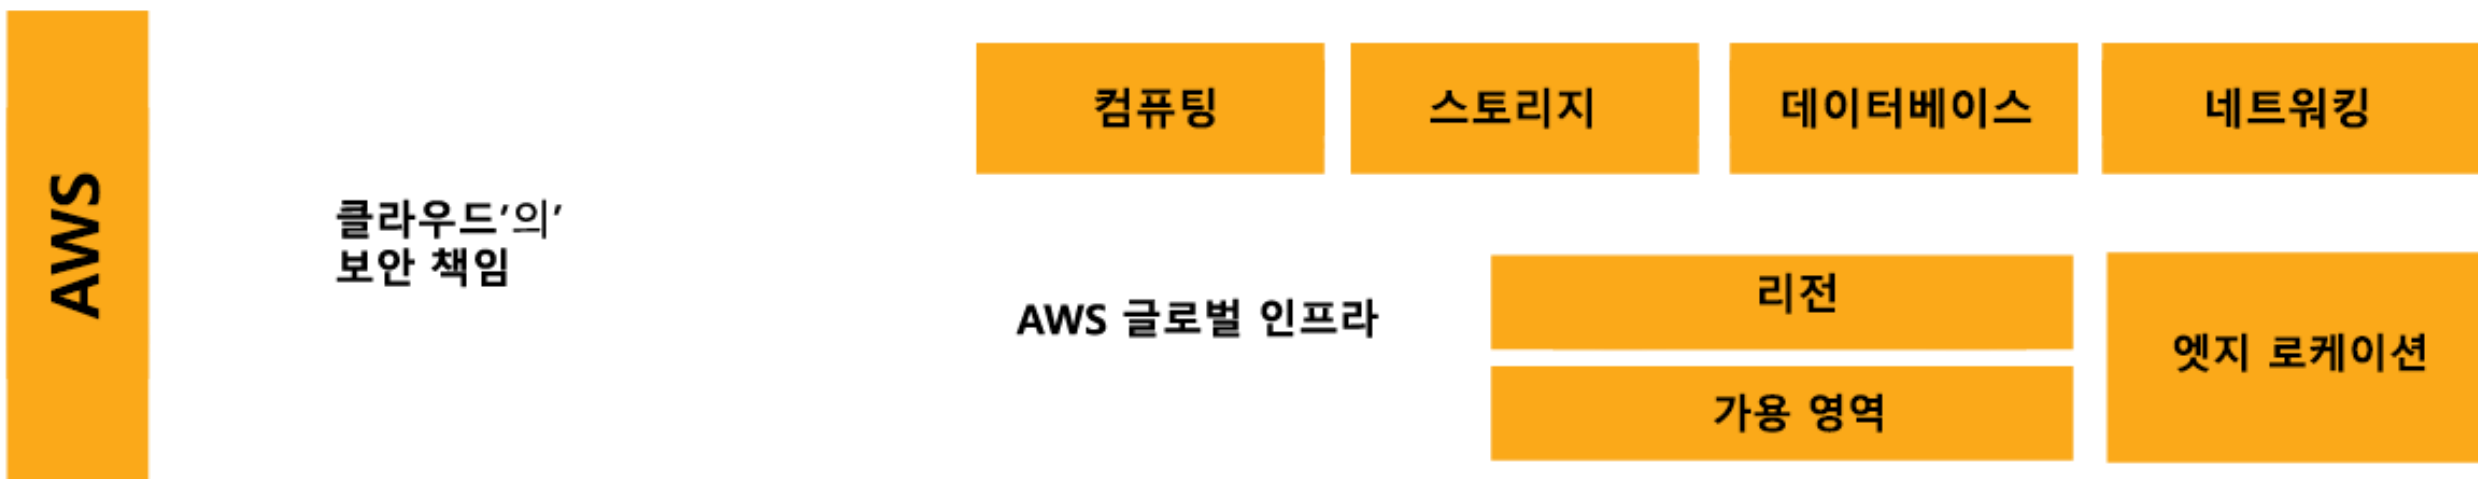 AWS
클라우드’의’
보안 책임
컴퓨팅
스토리지
데이터베이스
네트워킹
AWS 글로벌 인프라
리전
가용 영역
엣지 로케이션